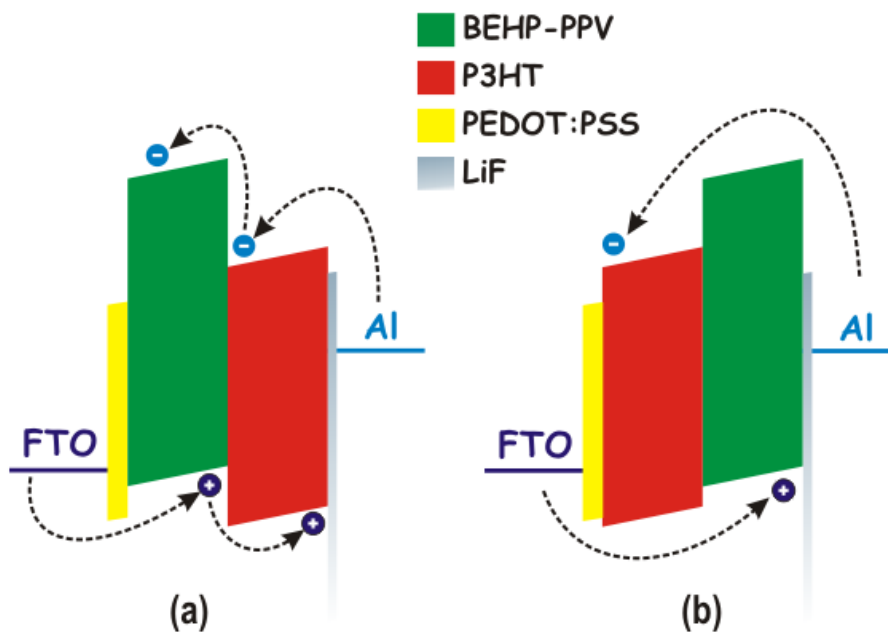 BEHP-PPV
P3HT
PEDOT:PSS
LiF
−
−
Al
FTO
+
+
(a)
−
Al
FTO
+
(b)